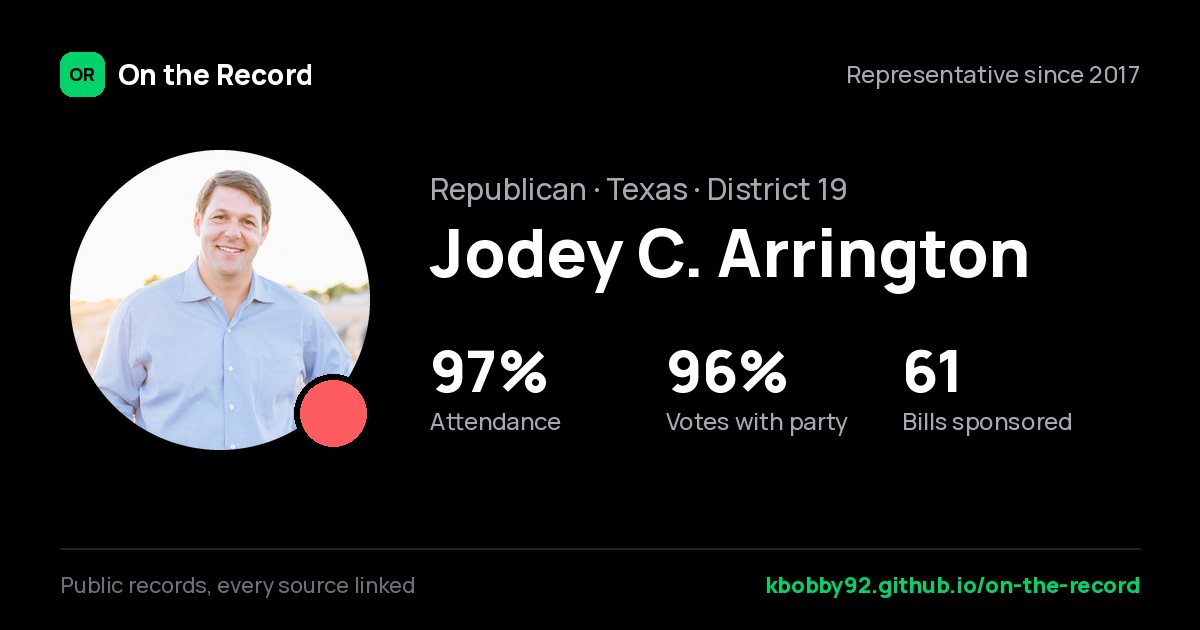 OR On the Record
Representative since 2017
Republican · Texas · District 19
Jodey C. Arrington
97% 96% 61
Attendance Votes with party Bills sponsored
Public records, every source linked
kbobby92.github.io/on-the-record